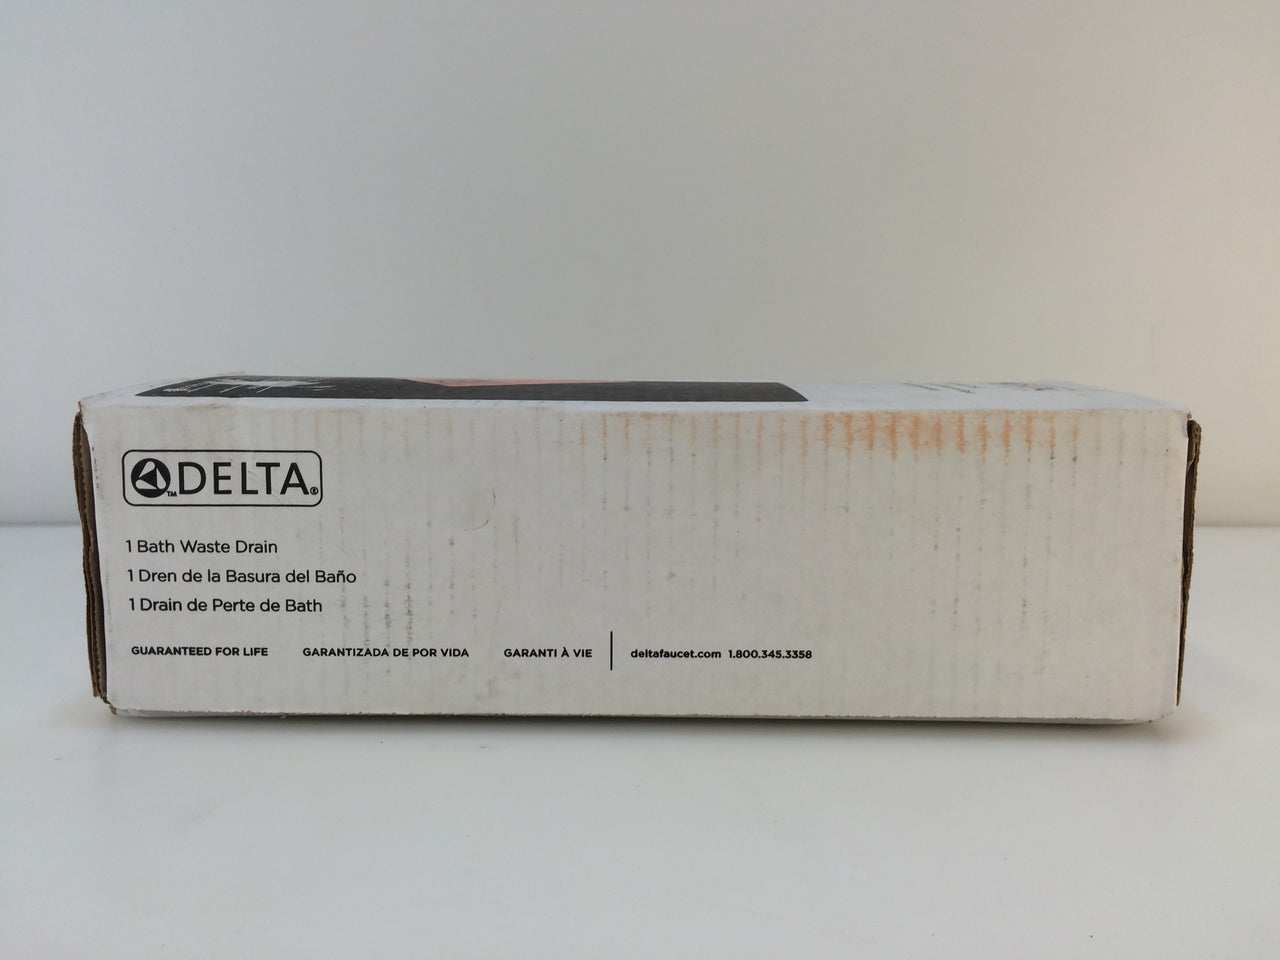 DELTA
1 Bath Waste Drain
1 Dren de la Basura del Baño
1 Drain de Perte de Bath
GUARANTEED FOR LIFE GARANTIZADA DE POR VIDA GARANTI À VIE deltafaucet.com 1.800.345.3358